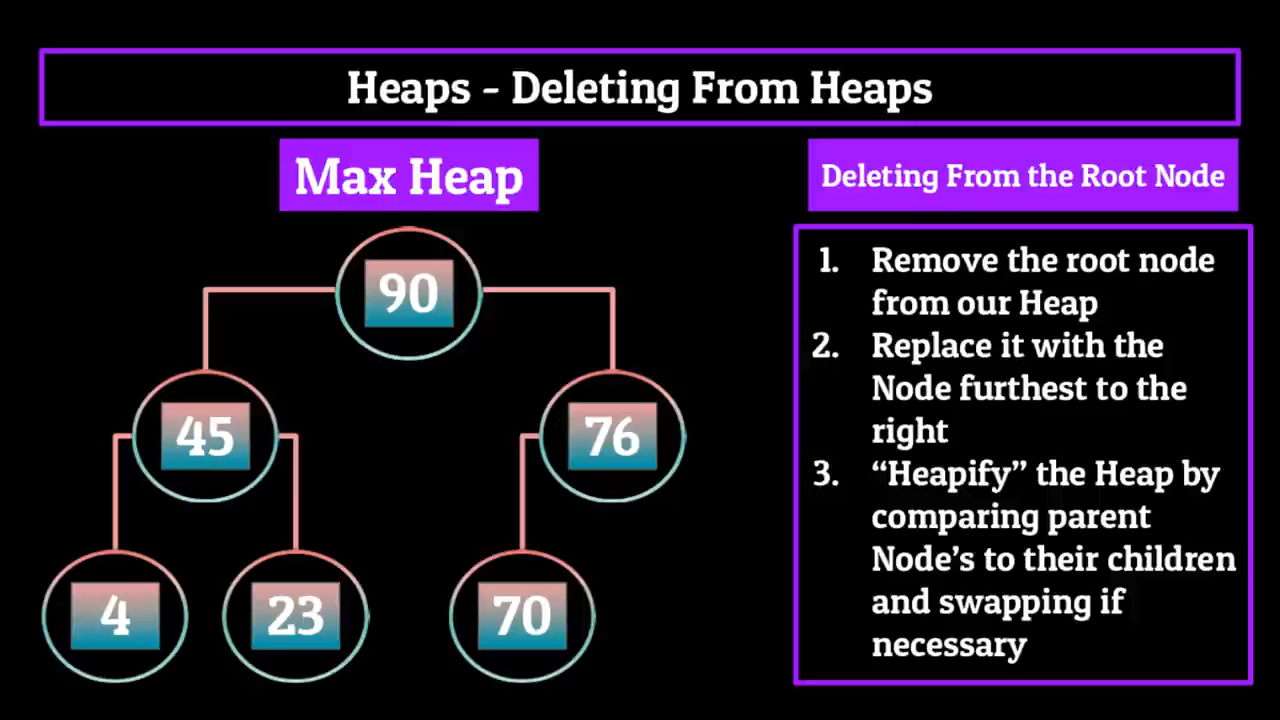 Heaps - Deleting From Heaps
Max Heap
90
45
76
4
23
70
Deleting From the Root Node
1. Remove the root node
from our Heap
2. Replace it with the
Node furthest to the
right
3. “Heapify” the Heap by
comparing parent
Node’s to their children
and swapping if
necessary